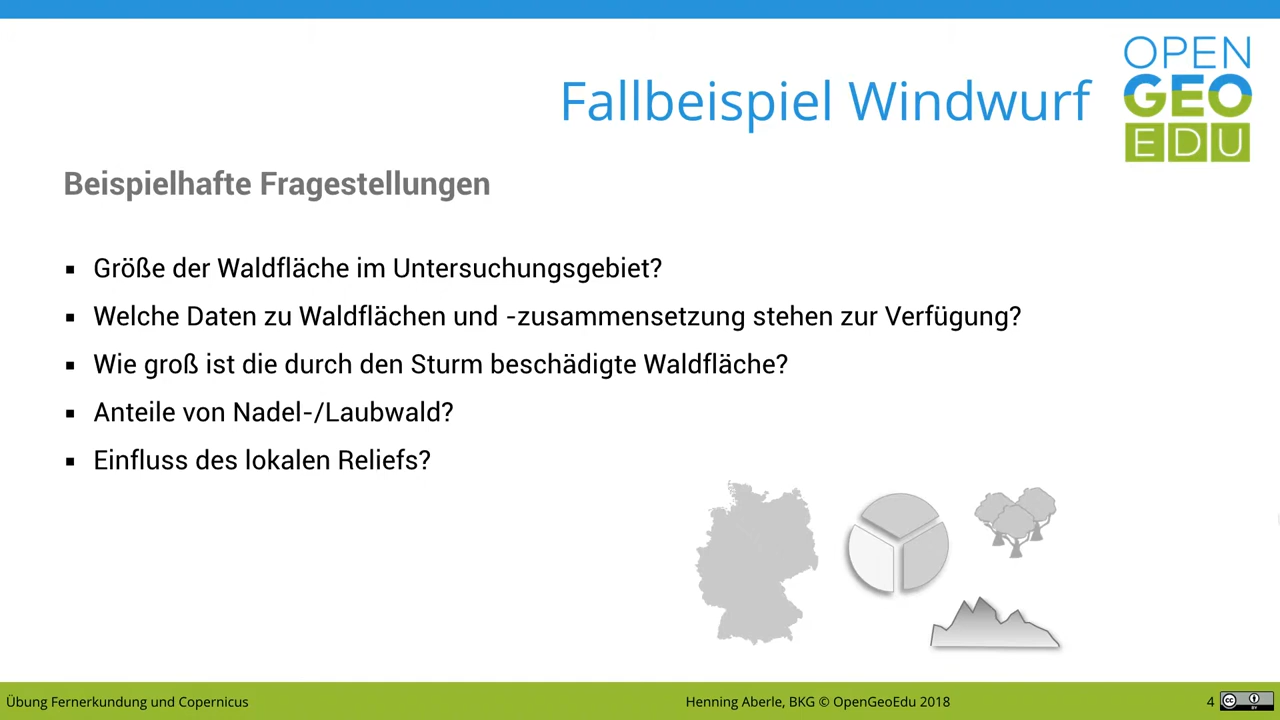 OPEN
GEO
EDU
Fallbeispiel Windwurf
Beispielhafte Fragestellungen
▪ Größe der Waldfläche im Untersuchungsgebiet?
▪ Welche Daten zu Waldflächen und -zusammensetzung stehen zur Verfügung?
▪ Wie groß ist die durch den Sturm beschädigte Waldfläche?
▪ Anteile von Nadel-/Laubwald?
▪ Einfluss des lokalen Reliefs?
Übung Fernerkundung und Copernicus
Henning Aberle, BKG © OpenGeoEdu 2018
4
cc BY